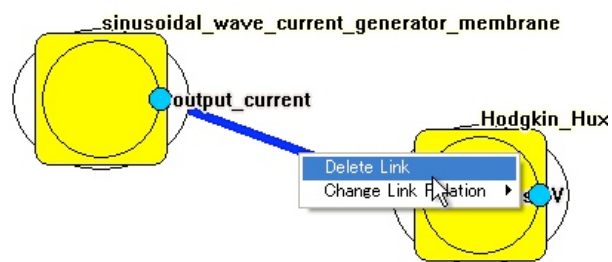 sinusoidal_wave_current_generator_membrane
output_current
Hodgkin_Hux
Delete Link
Change Link
V